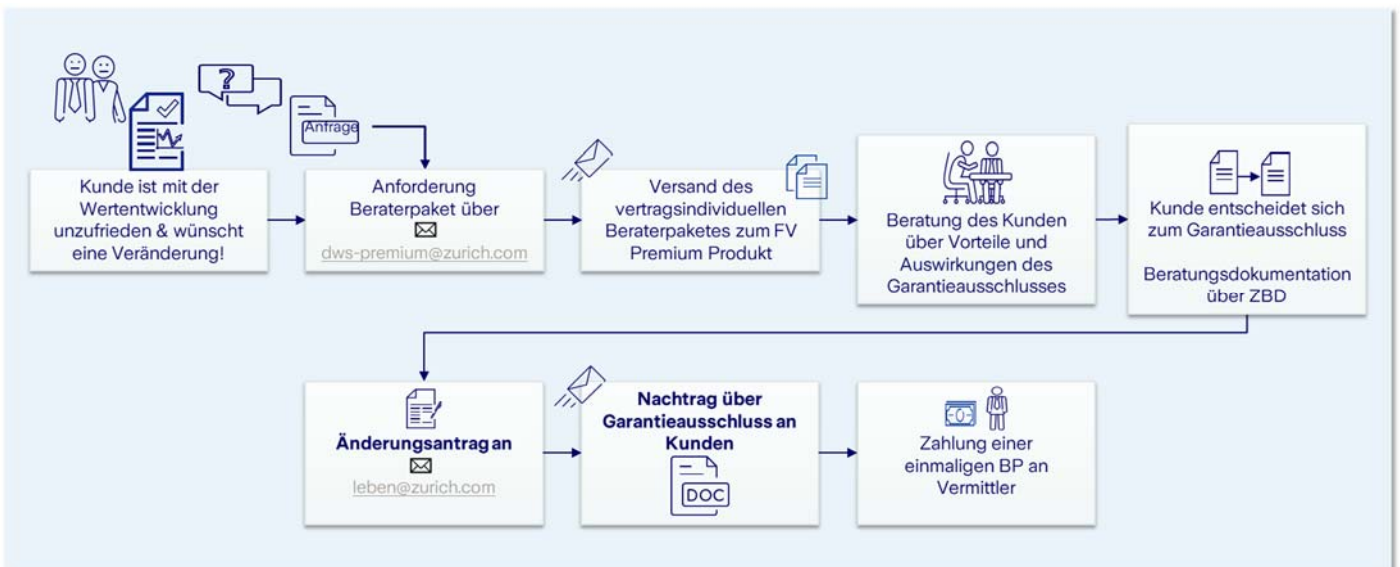 ?
Anfrage
Kunde ist mit der
Wertentwicklung
unzufrieden & wünscht
eine Veränderung!
Anforderung
Beraterpaket über
dws-premium@zurich.com
Versand des
vertragsindividuellen
Beraterpaketes zum FV
Premium Produkt
Beratung des Kunden
über Vorteile und
Auswirkungen des
Garantieausschlusses
Kunde entscheidet sich
zum Garantieausschluss
Beratungsdokumentation
über ZBD
Änderungsantrag an
leben@zurich.com
Nachtrag über
Garantieausschluss an
Kunden
DOC
Zahlung einer
einmaligen BP an
Vermittler